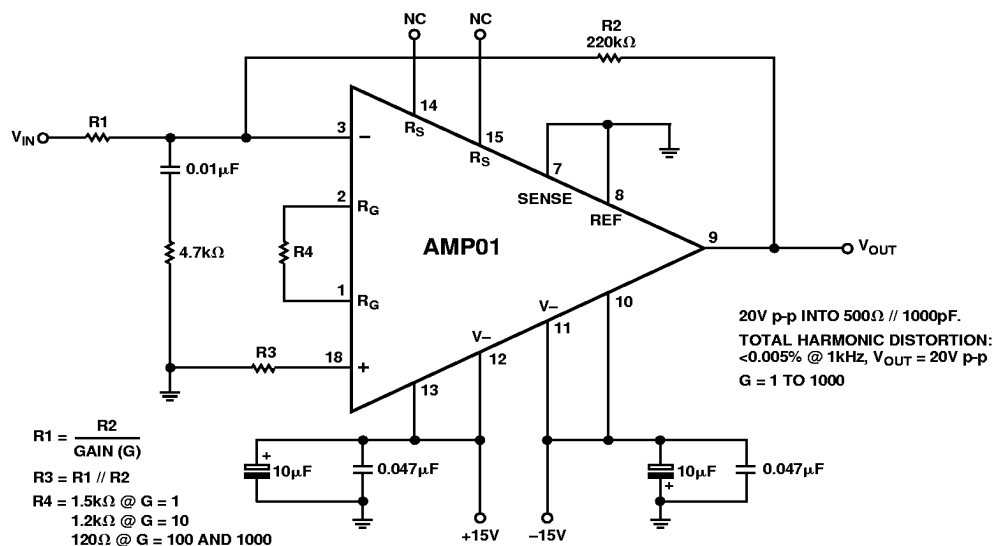 NC
NC
R2
220kΩ
VIN
R1
3
–
14
RS
15
RS
7
SENSE
8
REF
0.01µF
2
RG
4.7kΩ
R4
AMP01
9
VOUT
1
RG
V–
10
11
V–
12
R3
18
+
13
20V p-p INTO 500Ω // 1000pF.
TOTAL HARMONIC DISTORTION:
<0.005% @ 1kHz, VOUT = 20V p-p
G = 1 TO 1000
R1 = R2
GAIN (G)
R3 = R1 // R2
R4 = 1.5kΩ @ G = 1
1.2kΩ @ G = 10
120Ω @ G = 100 AND 1000
+
10µF
0.047µF
10µF
+
0.047µF
+15V
–15V